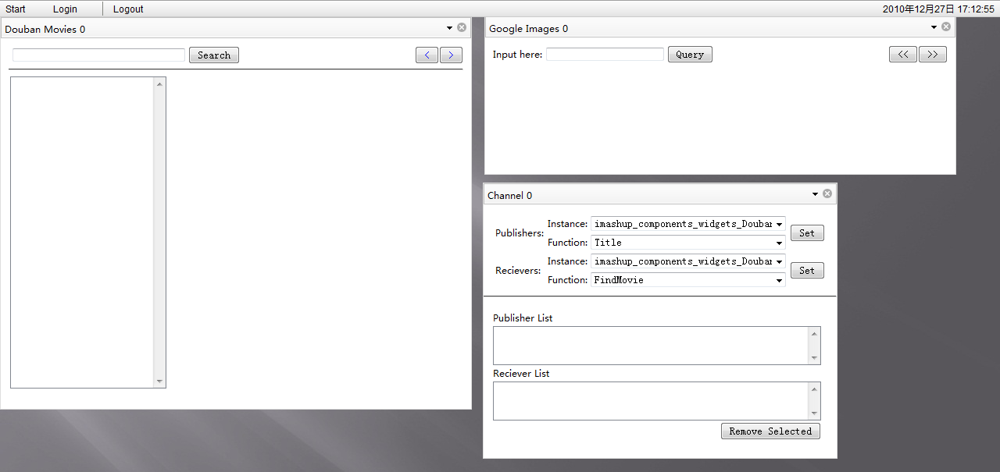 Start Login Logout 2010年12月27日 17:12:55
Douban Movies 0
Search < >
Google Images 0
Input here: Query << >>
Channel 0
Publishers:
Instance: imashup_components_widgets_Douban
Set
Function: Title
Recievers:
Instance: imashup_components_widgets_Douban
Set
Function: FindMovie
Publisher List
Reciever List
Remove Selected